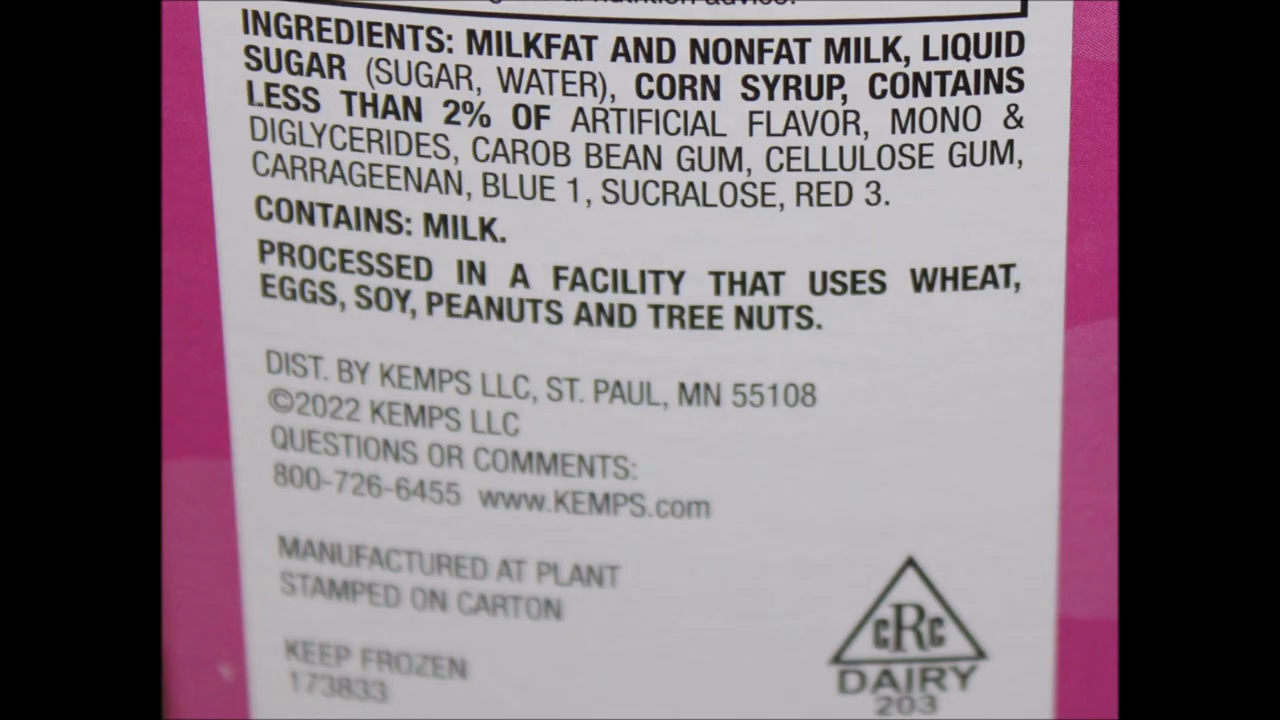 nutrition advice.
INGREDIENTS: MILKFAT AND NONFAT MILK, LIQUID
SUGAR (SUGAR, WATER), CORN SYRUP, CONTAINS
LESS THAN 2% OF ARTIFICIAL FLAVOR, MONO &
DIGLYCERIDES, CAROB BEAN GUM, CELLULOSE GUM,
CARRAGEENAN, BLUE 1, SUCRALOSE, RED 3.
CONTAINS: MILK.
PROCESSED IN A FACILITY THAT USES WHEAT,
EGGS, SOY, PEANUTS AND TREE NUTS.
DIST. BY KEMPS LLC, ST. PAUL, MN 55108
©2022 KEMPS LLC
QUESTIONS OR COMMENTS:
800-726-6455 www.KEMPS.com
MANUFACTURED AT PLANT
STAMPED ON CARTON
KEEP FROZEN
173833
cRc
DAIRY
203